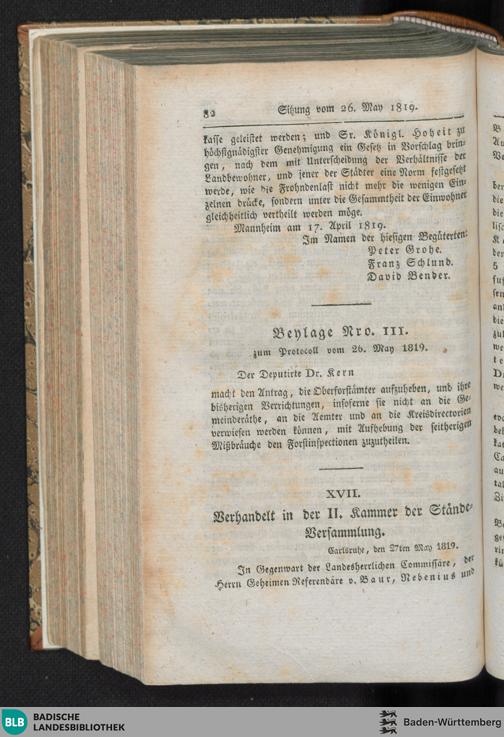 82 Sitzung vom 26. May 1819.
kasse geleistet werden; und Sr. Königl. Hoheit zu
höchstgnädigster Genehmigung ein Gesetz in Vorschlag brin-
gen, nach dem mit Unterscheidung der Verhältnisse der
Landbewohner, und jener der Städter eine Norm festgesetzt
werde, wie die Frohndenlast nicht mehr die wenigen Ein-
zelnen drücke, sondern unter die Gesammtheit der Einwohner
gleichheitlich vertheilt werden möge.
Mannheim am 17. April 1819.
Im Namen der hiesigen Begüterten:
Peter Grohe.
Franz Schlund.
David Bender.
Beylage Nro. III.
zum Protocoll vom 26. May 1819.
Der Deputirte Dr. Kern
macht den Antrag, die Oberforstämter aufzuheben, und ihre
bisherigen Verrichtungen, insoferne sie nicht an die Ge-
meinderäthe, an die Aemter und an die Kreisdirectorien
verwiesen werden können, mit Aufhebung der seitherigen
Mißbräuche den Forstinspectionen zuzutheilen.
XVII.
Verhandelt in der II. Kammer der Stände-
Versammlung.
Carlsruhe, den 27ten May 1819.
In Gegenwart der Landesherrlichen Commissäre, der
Herrn Geheimen Referendäre v. Baur, Nebenius und
BLB BADISCHE
LANDESBIBLIOTHEK
Baden-Württemberg